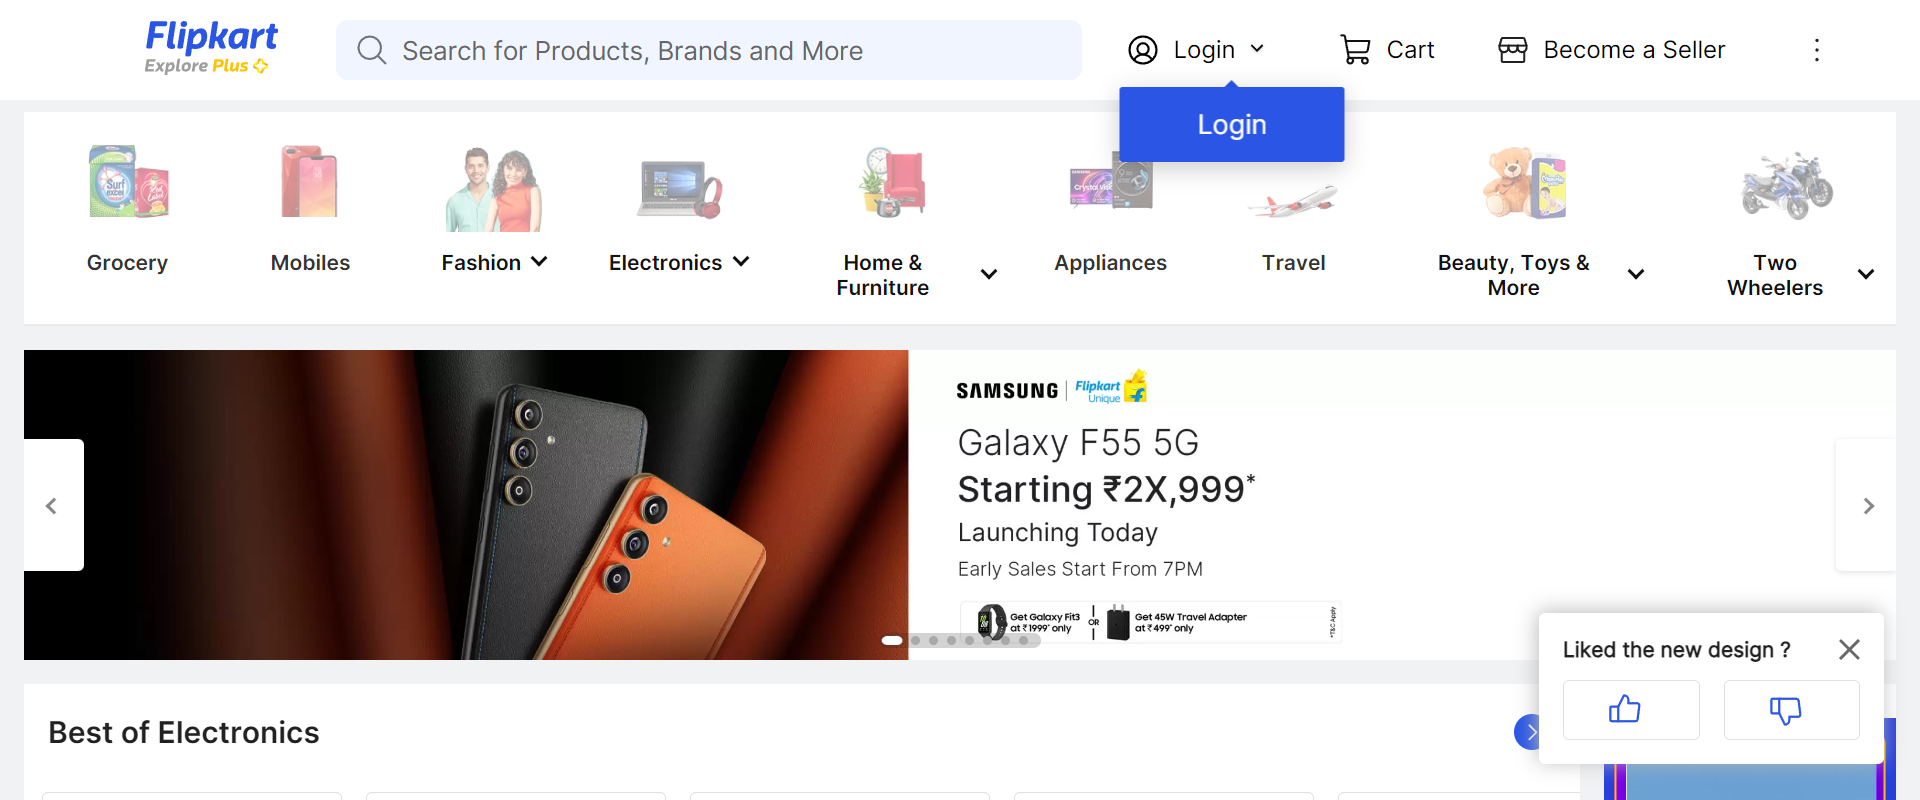 Flipkart
Explore Plus
Search for Products, Brands and More
Login
Cart
Become a Seller
Login
Surf
excel
Grocery
Mobiles
Fashion
Electronics
Home &
Furniture
Appliances
Travel
Beauty, Toys &
More
Two
Wheelers
SAMSUNG
Flipkart
Unique
Galaxy F55 5G
Starting ₹2X,999*
Launching Today
Early Sales Start From 7PM
Get Galaxy Fit3
at ₹1999* only
OR
Get 45W Travel Adapter
at ₹499* only
*T&C Apply
Liked the new design ?
Best of Electronics